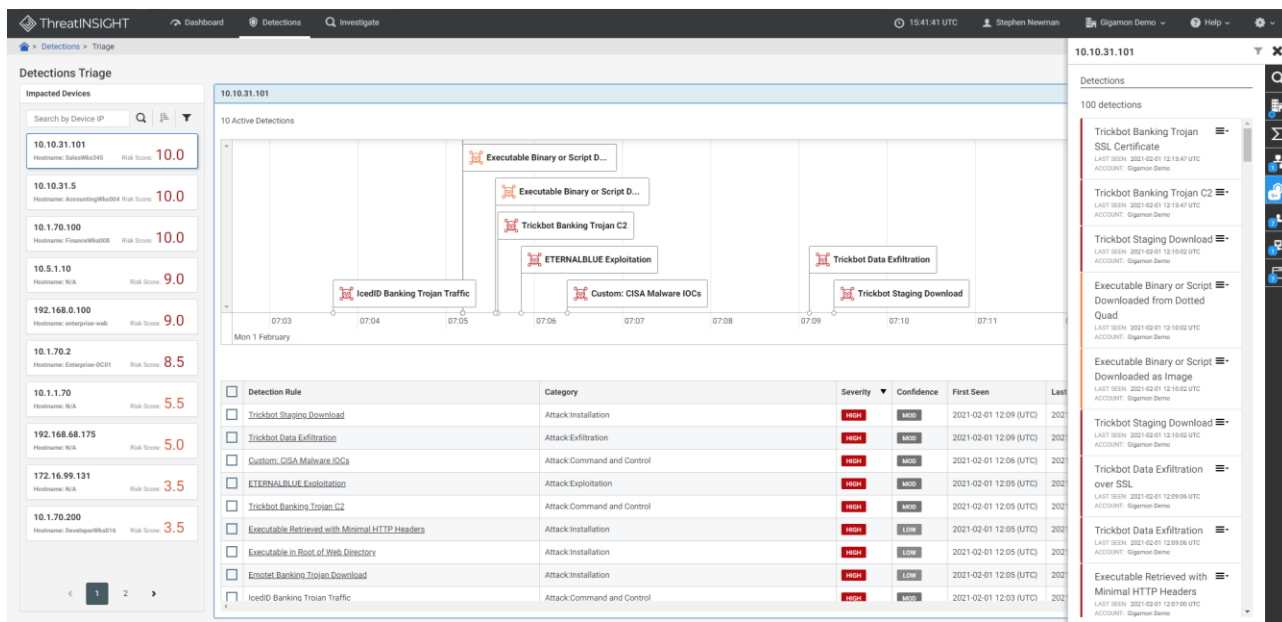 ThreatINSIGHT
Dashboard
Detections
Investigate
15:41:41 UTC
Stephen Newman
Gigamon Demo
Help
> Detections > Triage
Detections Triage
Impacted Devices
Search by Device IP
10.10.31.101
Hostname: SalesWks345 Risk Score: 10.0
10.10.31.5
Hostname: AccountingWks004 Risk Score: 10.0
10.1.70.100
Hostname: FinanceWks008 Risk Score: 10.0
10.5.1.10
Hostname: N/A Risk Score: 9.0
192.168.0.100
Hostname: enterprise-web Risk Score: 9.0
10.1.70.2
Hostname: Enterprise-DC01 Risk Score: 8.5
10.1.1.70
Hostname: N/A Risk Score: 5.5
192.168.68.175
Hostname: N/A Risk Score: 5.0
172.16.99.131
Hostname: N/A Risk Score: 3.5
10.1.70.200
Hostname: DeveloperWks016 Risk Score: 3.5
< 1 2 >
10.10.31.101
10 Active Detections
Executable Binary or Script D...
Executable Binary or Script D...
Trickbot Banking Trojan C2
ETERNALBLUE Exploitation
Trickbot Data Exfiltration
IcedID Banking Trojan Traffic
Custom: CISA Malware IOCs
Trickbot Staging Download
07:03 07:04 07:05 07:06 07:07 07:08 07:09 07:10 07:11
Mon 1 February
Detection Rule Category Severity Confidence First Seen Last
Trickbot Staging Download Attack:Installation HIGH MOD 2021-02-01 12:09 (UTC) 202
Trickbot Data Exfiltration Attack:Exfiltration HIGH MOD 2021-02-01 12:09 (UTC) 202
Custom: CISA Malware IOCs Attack:Command and Control HIGH MOD 2021-02-01 12:06 (UTC) 202
ETERNALBLUE Exploitation Attack:Exploitation HIGH MOD 2021-02-01 12:05 (UTC) 202
Trickbot Banking Trojan C2 Attack:Command and Control HIGH MOD 2021-02-01 12:05 (UTC) 202
Executable Retrieved with Minimal HTTP Headers Attack:Installation HIGH LOW 2021-02-01 12:05 (UTC) 202
Executable in Root of Web Directory Attack:Installation HIGH LOW 2021-02-01 12:05 (UTC) 202
Emotet Banking Trojan Download Attack:Installation HIGH LOW 2021-02-01 12:05 (UTC) 202
IcedID Banking Trojan Traffic Attack:Command and Control HIGH MOD 2021-02-01 12:03 (UTC) 202
10.10.31.101
Detections
100 detections
Trickbot Banking Trojan
SSL Certificate
LAST SEEN: 2021-02-01 12:13:47 UTC
ACCOUNT: Gigamon Demo
Trickbot Banking Trojan C2
LAST SEEN: 2021-02-01 12:13:47 UTC
ACCOUNT: Gigamon Demo
Trickbot Staging Download
LAST SEEN: 2021-02-01 12:10:02 UTC
ACCOUNT: Gigamon Demo
Executable Binary or Script
Downloaded from Dotted
Quad
LAST SEEN: 2021-02-01 12:10:02 UTC
ACCOUNT: Gigamon Demo
Executable Binary or Script
Downloaded as Image
LAST SEEN: 2021-02-01 12:10:02 UTC
ACCOUNT: Gigamon Demo
Trickbot Staging Download
LAST SEEN: 2021-02-01 12:10:02 UTC
ACCOUNT: Gigamon Demo
Trickbot Data Exfiltration
over SSL
LAST SEEN: 2021-02-01 12:09:06 UTC
ACCOUNT: Gigamon Demo
Trickbot Data Exfiltration
LAST SEEN: 2021-02-01 12:09:06 UTC
ACCOUNT: Gigamon Demo
Executable Retrieved with
Minimal HTTP Headers
LAST SEEN: 2021-02-01 12:07:00 UTC
ACCOUNT: Gigamon Demo